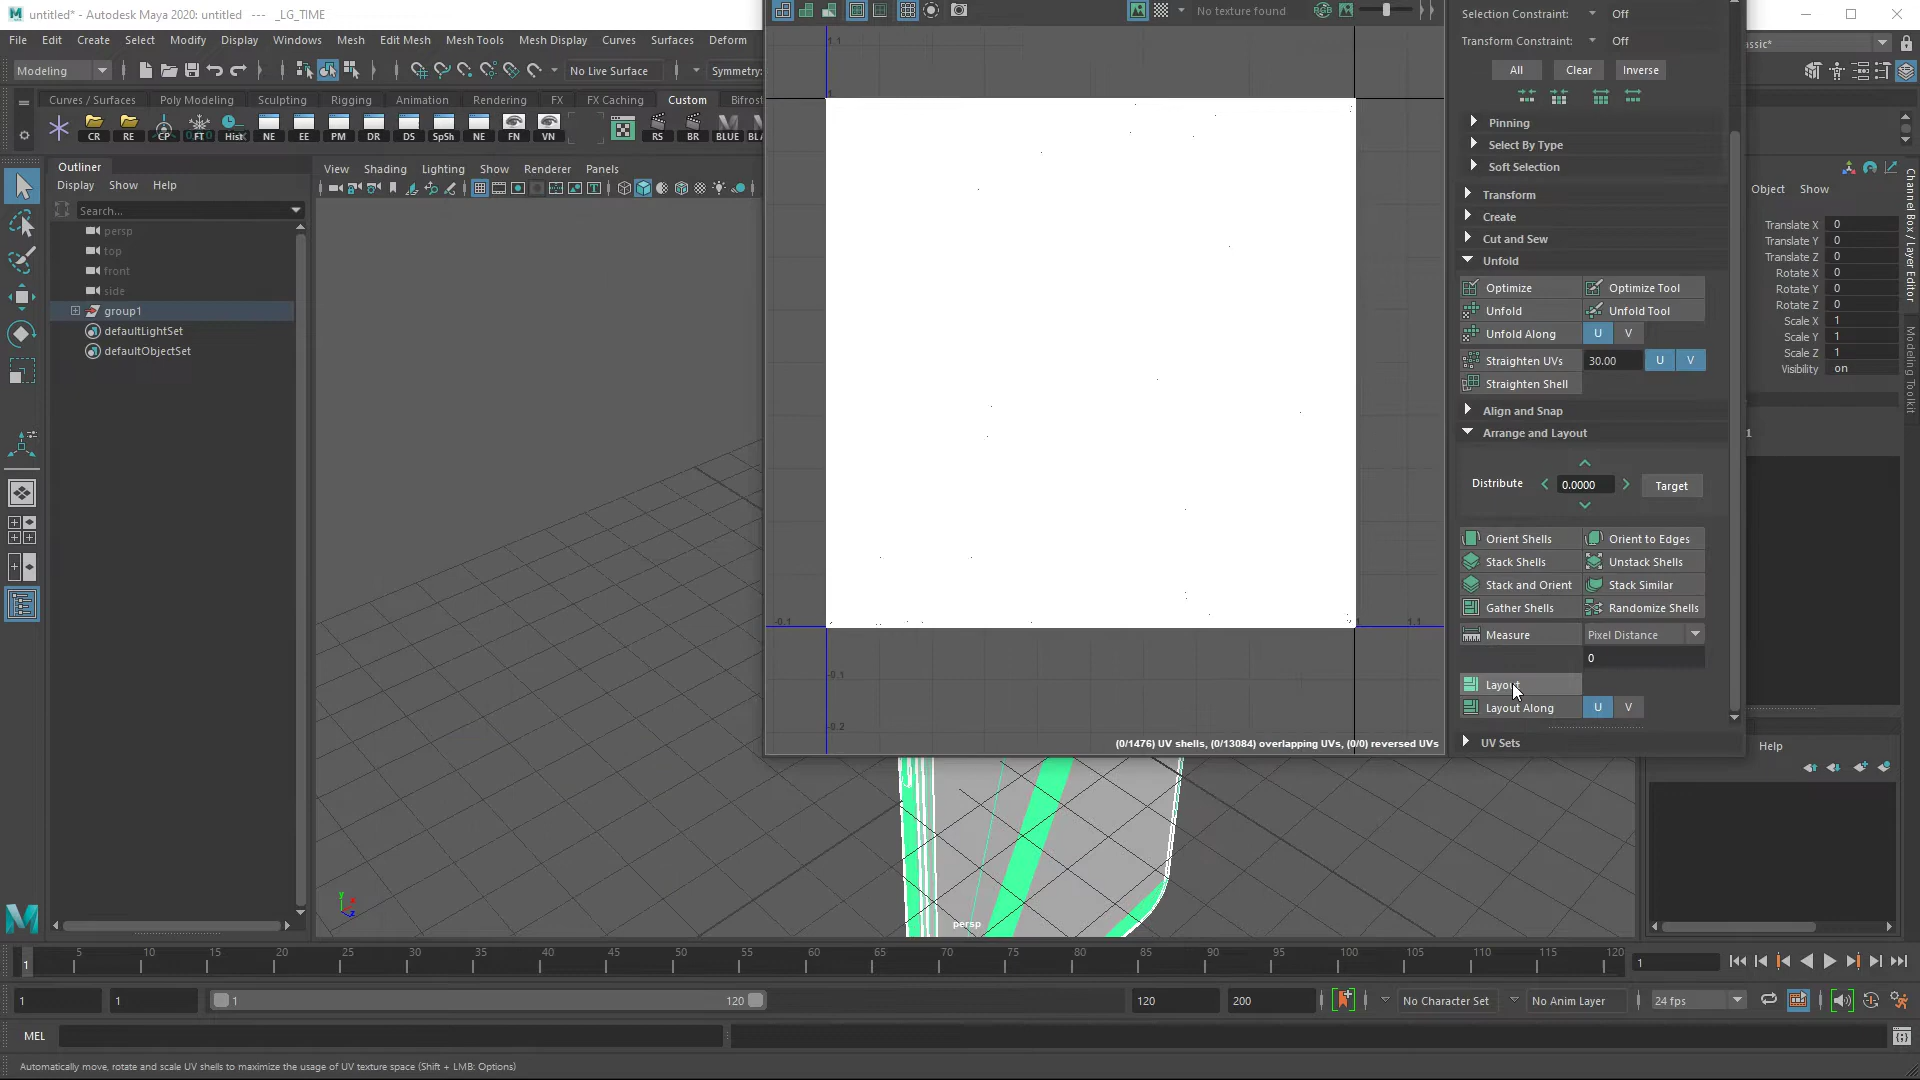 untitled* - Autodesk Maya 2020: untitled --- _LG_TIME
File Edit Create Select Modify Display Windows Mesh Edit Mesh Mesh Tools Mesh Display Curves Surfaces Deform
Modeling
No Live Surface
Symmetry:
Curves / Surfaces Poly Modeling Sculpting Rigging Animation Rendering FX FX Caching Custom Bifrost
CR RE CP FT Hist NE EE PM DR DS SpSh NE FN VN RS BR BLUE
Outliner
Display Show Help
Search...
persp
top
front
side
group1
defaultLightSet
defaultObjectSet
View Shading Lighting Show Renderer Panels
persp
No texture found
1.1
1
-0.1
1
1.1
-0.1
-0.2
(0/1476) UV shells, (0/13084) overlapping UVs, (0/0) reversed UVs
Selection Constraint: Off
Transform Constraint: Off
All Clear Inverse
Pinning
Select By Type
Soft Selection
Transform
Create
Cut and Sew
Unfold
Optimize Optimize Tool
Unfold Unfold Tool
Unfold Along U V
Straighten UVs 30.00 U V
Straighten Shell
Align and Snap
Arrange and Layout
Distribute 0.0000 Target
Orient Shells Orient to Edges
Stack Shells Unstack Shells
Stack and Orient Stack Similar
Gather Shells Randomize Shells
Measure Pixel Distance
0
Layout
Layout Along U V
UV Sets
Object Show
Translate X 0
Translate Y 0
Translate Z 0
Rotate X 0
Rotate Y 0
Rotate Z 0
Scale X 1
Scale Y 1
Scale Z 1
Visibility on
Help
Channel Box / Layer Editor
Modeling Toolkit
1 5 10 15 20 25 30 35 40 45 50 55 60 65 70 75 80 85 90 95 100 105 110 115 120
1
1 1 1 120 120 200 No Character Set No Anim Layer 24 fps
MEL
Automatically move, rotate and scale UV shells to maximize the usage of UV texture space (Shift + LMB: Options)